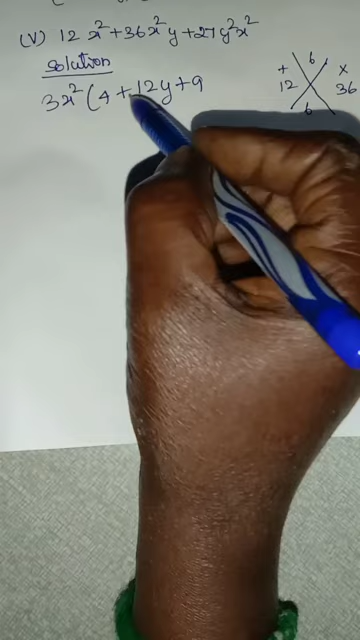 (V) 12x²+36x²y+27y²x²
Solution
3x²(4+12y+9
6
+ x
12 36
6